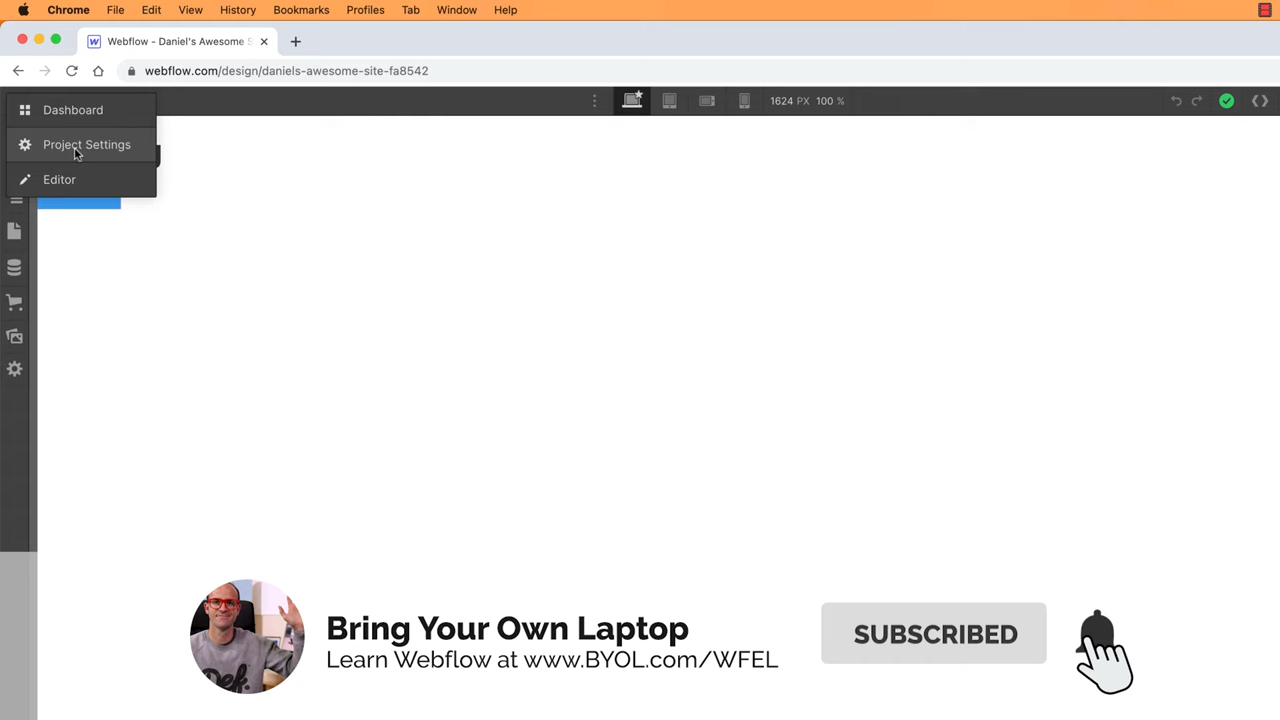 Chrome File Edit View History Bookmarks Profiles Tab Window Help
Webflow - Daniel's Awesome S
webflow.com/design/daniels-awesome-site-fa8542
Dashboard
1624 PX 100 %
Project Settings
Editor
Bring Your Own Laptop
Learn Webflow at www.BYOL.com/WFEL
SUBSCRIBED
Def.